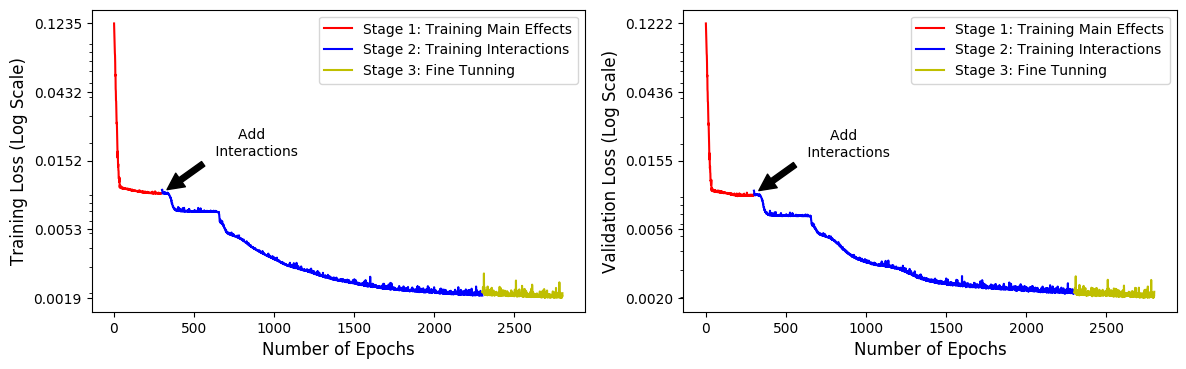 Training Loss (Log Scale)
0.1235
0.0432
0.0152
0.0053
0.0019
Stage 1: Training Main Effects
Stage 2: Training Interactions
Stage 3: Fine Tunning
Add
Interactions
0
500
1000
1500
2000
2500
Number of Epochs
Validation Loss (Log Scale)
0.1222
0.0436
0.0155
0.0056
0.0020
Stage 1: Training Main Effects
Stage 2: Training Interactions
Stage 3: Fine Tunning
Add
Interactions
0
500
1000
1500
2000
2500
Number of Epochs